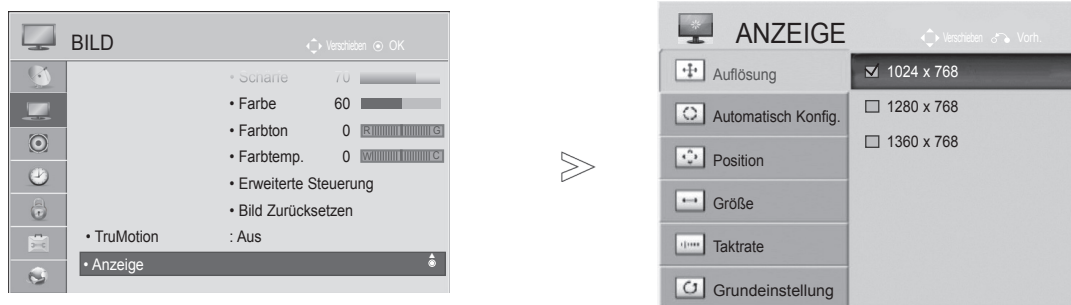 BILD
Verschieben OK
• Schärfe 70
• Farbe 60
• Farbton 0 R G
• Farbtemp. 0 W C
• Erweiterte Steuerung
• Bild Zurücksetzen
• TruMotion : Aus
• Anzeige
ANZEIGE
Verschieben Vorh.
Auflösung
Automatisch Konfig.
Position
Größe
Taktrate
Grundeinstellung
1024 x 768
1280 x 768
1360 x 768